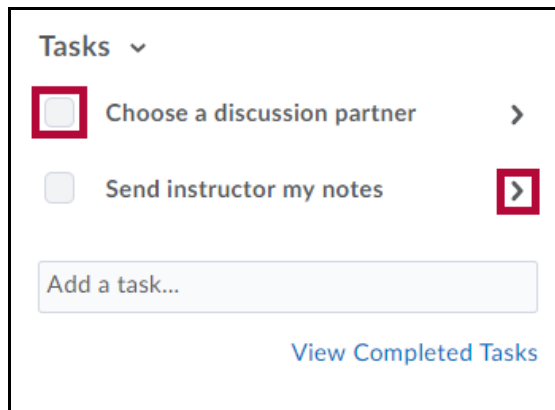 Tasks
Choose a discussion partner
Send instructor my notes
Add a task...
View Completed Tasks